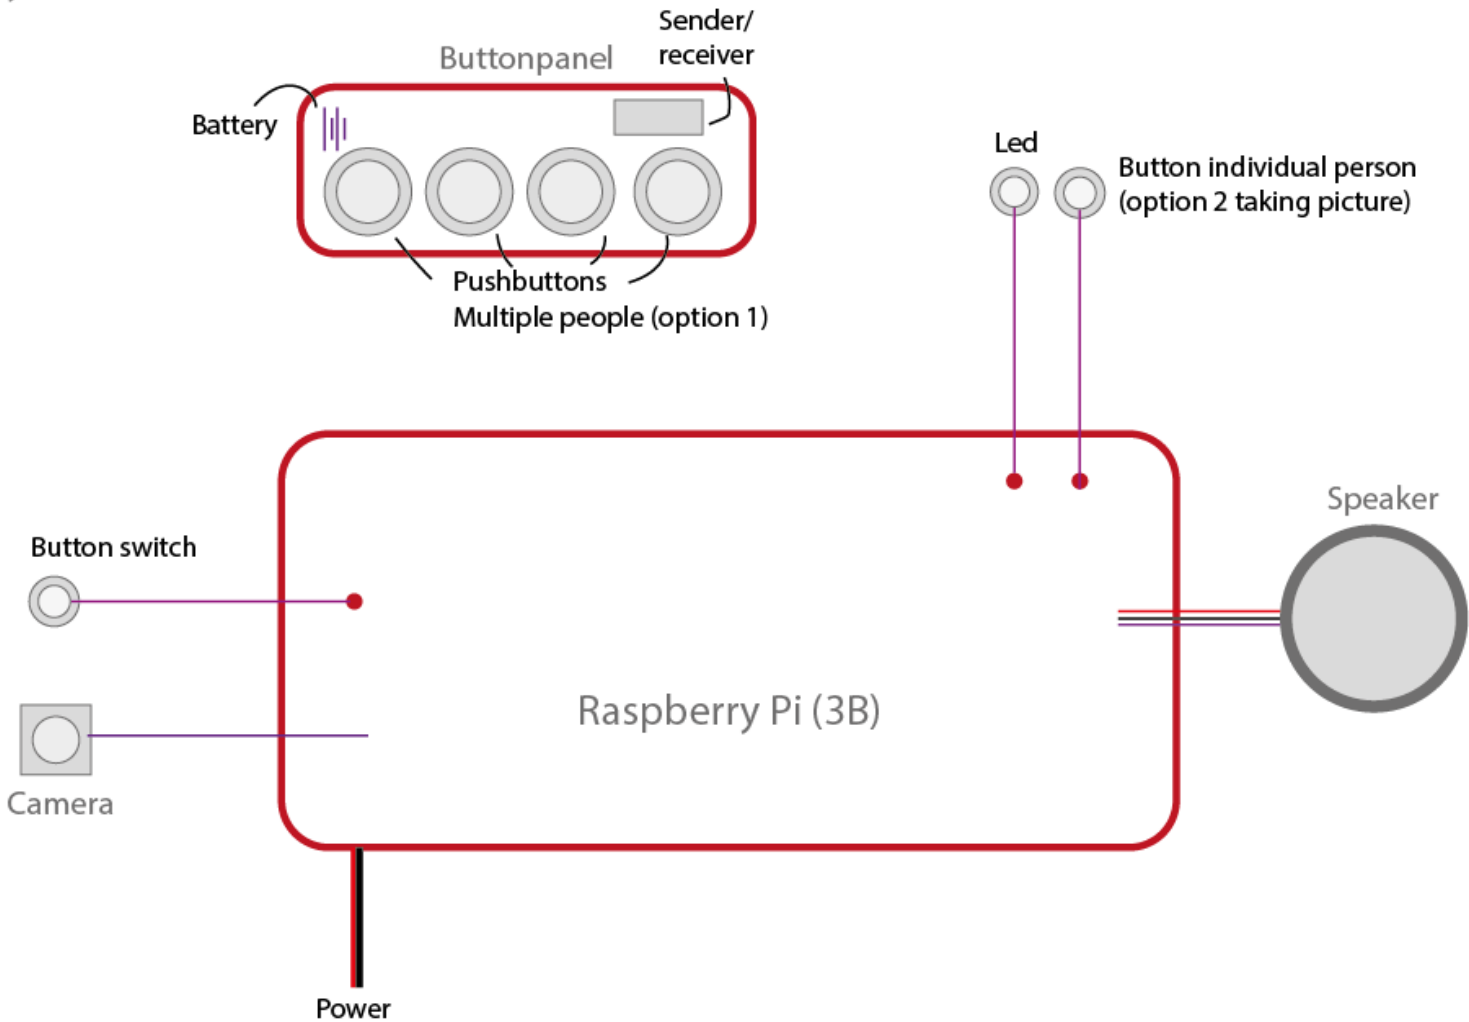 Sender/
receiver
Buttonpanel
Battery
Pushbuttons
Multiple people (option 1)
Led
Button individual person
(option 2 taking picture)
Button switch
Speaker
Raspberry Pi (3B)
Camera
Power